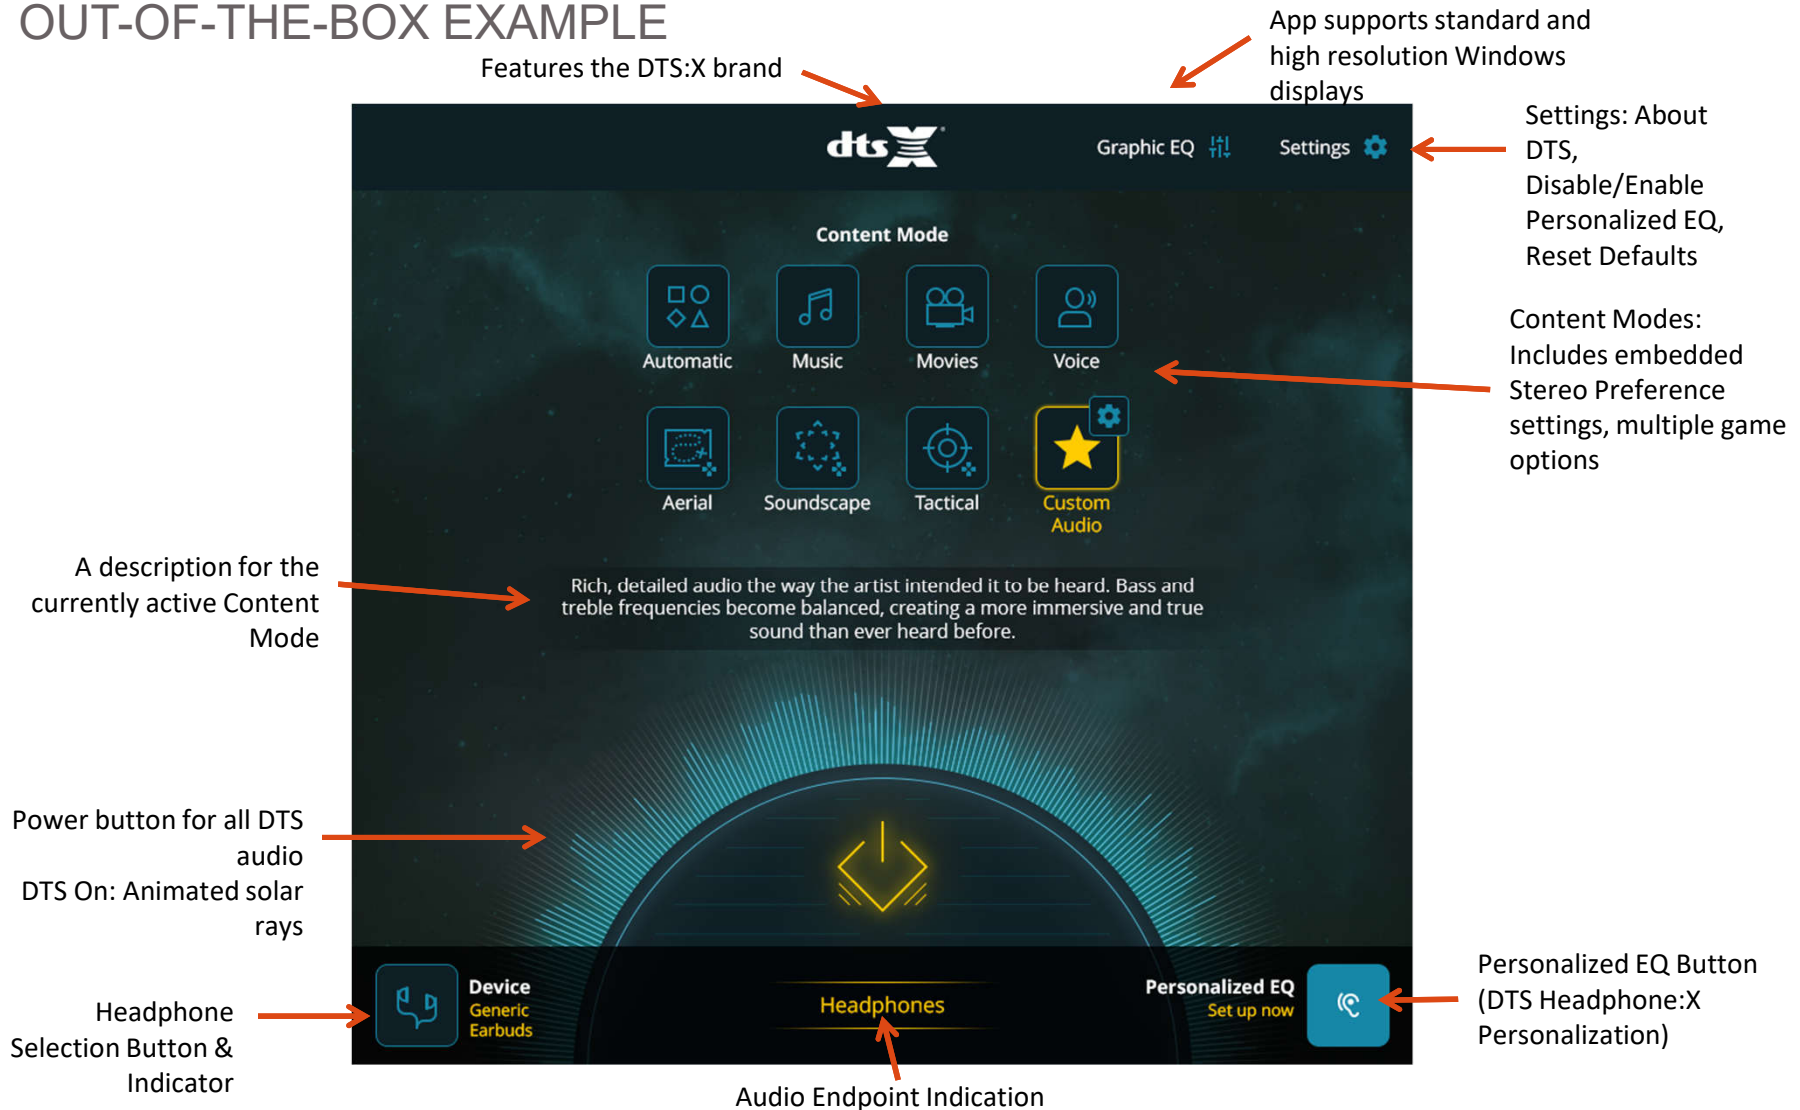 OUT-OF-THE-BOX EXAMPLE
Features the DTS:X brand
App supports standard and
high resolution Windows
displays
dts X
Graphic EQ
Settings
Settings: About
DTS,
Disable/Enable
Personalized EQ,
Reset Defaults
Content Mode
Automatic
Music
Movies
Voice
Content Modes:
Includes embedded
Stereo Preference
settings, multiple game
options
Aerial
Soundscape
Tactical
Custom
Audio
A description for the
currently active Content
Mode
Rich, detailed audio the way the artist intended it to be heard. Bass and
treble frequencies become balanced, creating a more immersive and true
sound than ever heard before.
Power button for all DTS
audio
DTS On: Animated solar
rays
Headphone
Selection Button &
Indicator
Device
Generic
Earbuds
Headphones
Personalized EQ
Set up now
Personalized EQ Button
(DTS Headphone:X
Personalization)
Audio Endpoint Indication